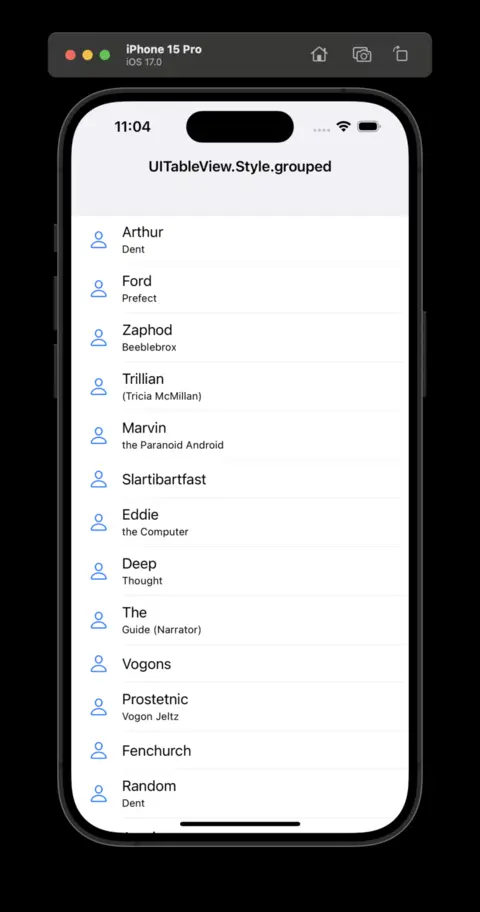 iPhone 15 Pro
iOS 17.0
11:04
UITableView.Style.grouped
Arthur
Dent
Ford
Prefect
Zaphod
Beeblebrox
Trillian
(Tricia McMillan)
Marvin
the Paranoid Android
Slartibartfast
Eddie
the Computer
Deep
Thought
The
Guide (Narrator)
Vogons
Prostetnic
Vogon Jeltz
Fenchurch
Random
Dent